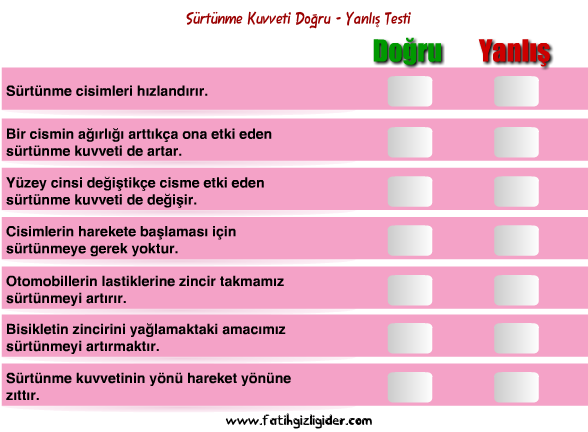 Sürtünme Kuvveti Doğru - Yanlış Testi
Doğru Yanlış
Sürtünme cisimleri hızlandırır.
Bir cismin ağırlığı arttıkça ona etki eden
sürtünme kuvveti de artar.
Yüzey cinsi değiştikçe cisme etki eden
sürtünme kuvveti de değişir.
Cisimlerin harekete başlaması için
sürtünmeye gerek yoktur.
Otomobillerin lastiklerine zincir takmamız
sürtünmeyi artırır.
Bisikletin zincirini yağlamaktaki amacımız
sürtünmeyi artırmaktır.
Sürtünme kuvvetinin yönü hareket yönüne
zıttır.
www.fatihgizligider.com